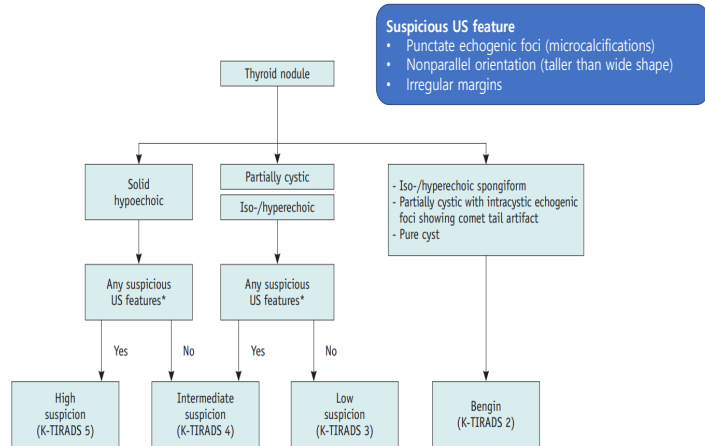 Suspicious US feature
• Punctate echogenic foci (microcalcifications)
• Nonparallel orientation (taller than wide shape)
• Irregular margins
Thyroid nodule
Solid
hypoechoic
Partially cystic
Iso-/hyperechoic
- Iso-/hyperechoic spongiform
- Partially cystic with intracystic echogenic
foci showing comet tail artifact
- Pure cyst
Any suspicious
US features*
Any suspicious
US features*
Yes
No
Yes
No
High
suspicion
(K-TIRADS 5)
Intermediate
suspicion
(K-TIRADS 4)
Low
suspicion
(K-TIRADS 3)
Bengin
(K-TIRADS 2)